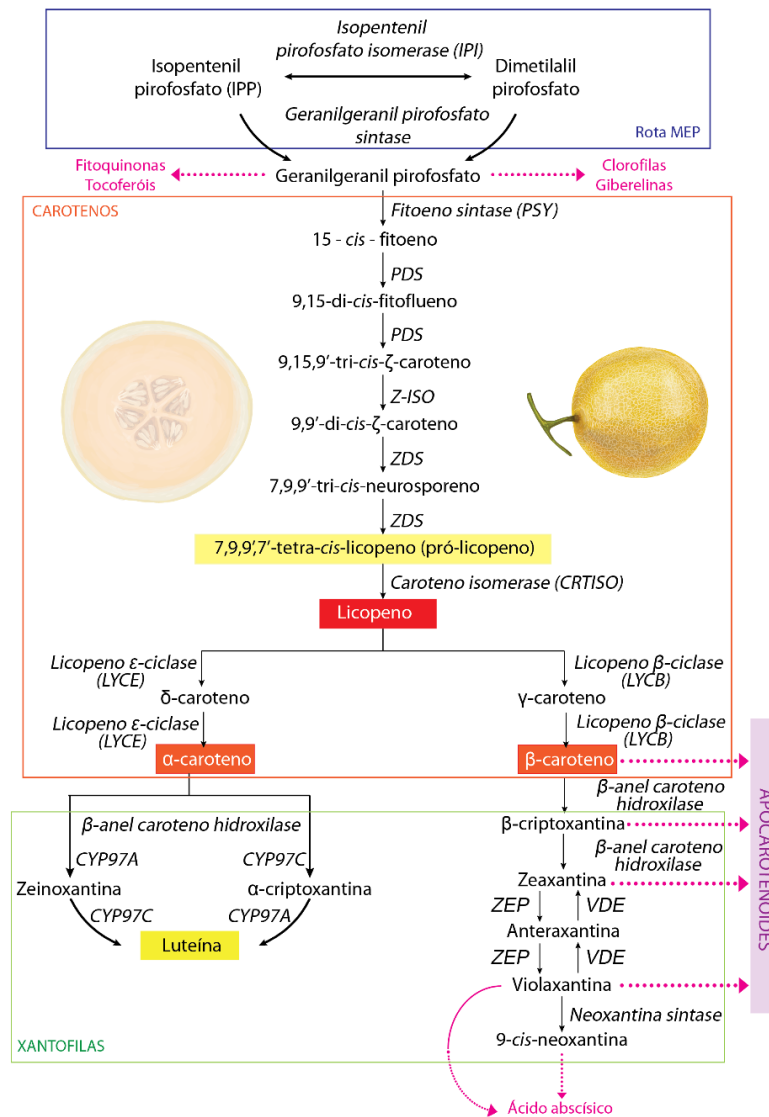 Isopentenil
pirofosfato isomerase (IPI)
Isopentenil
pirofosfato (IPP)
Dimetilalil
pirofosfato
Geranilgeranil pirofosfato
sintase
Rota MEP
Fitoquinonas
Tocoferóis
Geranilgeranil pirofosfato
Clorofilas
Giberelinas
CAROTENOS
Fitoeno sintase (PSY)
15 - cis - fitoeno
PDS
9,15-di-cis-fitoflueno
PDS
9,15,9’-tri-cis-ζ-caroteno
Z-ISO
9,9’-di-cis-ζ-caroteno
ZDS
7,9,9’-tri-cis-neurosporeno
ZDS
7,9,9’,7’-tetra-cis-licopeno (pró-licopeno)
Caroteno isomerase (CRTISO)
Licopeno
Licopeno ε-ciclase
(LYCE)
Licopeno β-ciclase
(LYCB)
δ-caroteno
γ-caroteno
Licopeno ε-ciclase
(LYCE)
Licopeno β-ciclase
(LYCB)
α-caroteno
β-caroteno
β-anel caroteno
hidroxilase
β-anel caroteno hidroxilase
β-criptoxantina
CYP97A
CYP97C
β-anel caroteno
hidroxilase
Zeinoxantina
α-criptoxantina
Zeaxantina
CYP97C
CYP97A
ZEP
VDE
Luteína
Anteraxantina
ZEP
VDE
Violaxantina
Neoxantina sintase
9-cis-neoxantina
XANTOFILAS
Ácido abscísico
APOCAROTENOIDES